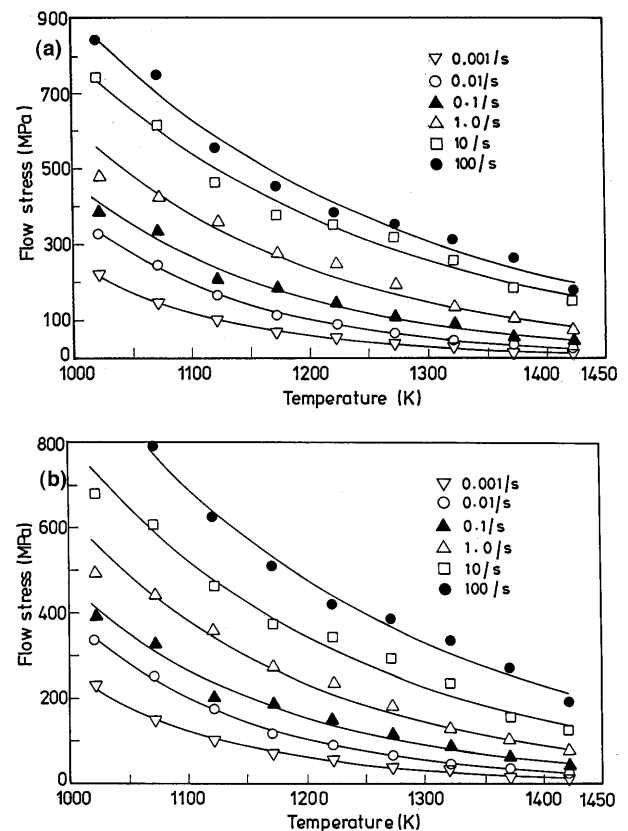 (a)
900
700
500
300
100
0
Flow stress (MPa)
0.001/s
0.01/s
0.1/s
1.0/s
10/s
100/s
1000 1100 1200 1300 1400 1450
Temperature (K)
(b)
800
600
400
200
0
Flow stress (MPa)
0.001/s
0.01/s
0.1/s
1.0/s
10/s
100/s
1000 1100 1200 1300 1400 1450
Temperature (K)